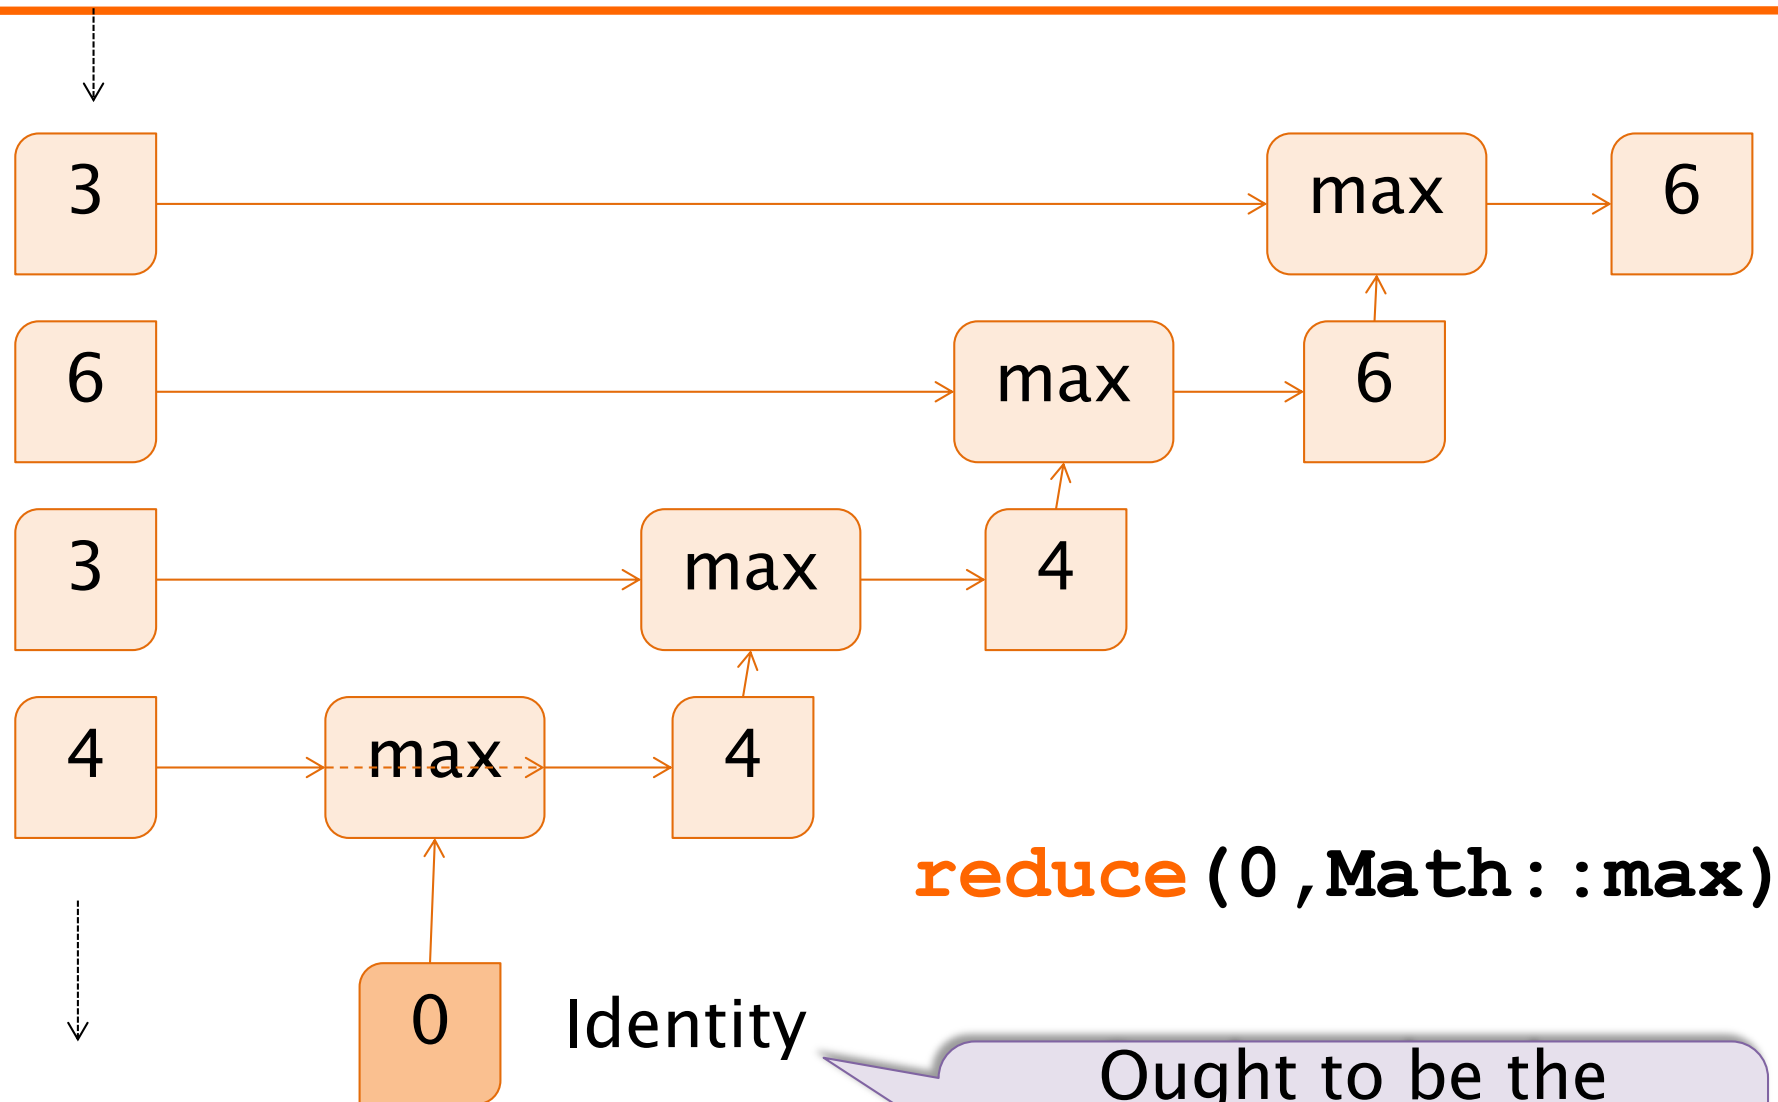 3 max 6
6 max 6
3 max 4
4 max 4
reduce(0,Math::max)
0 Identity
Ought to be the